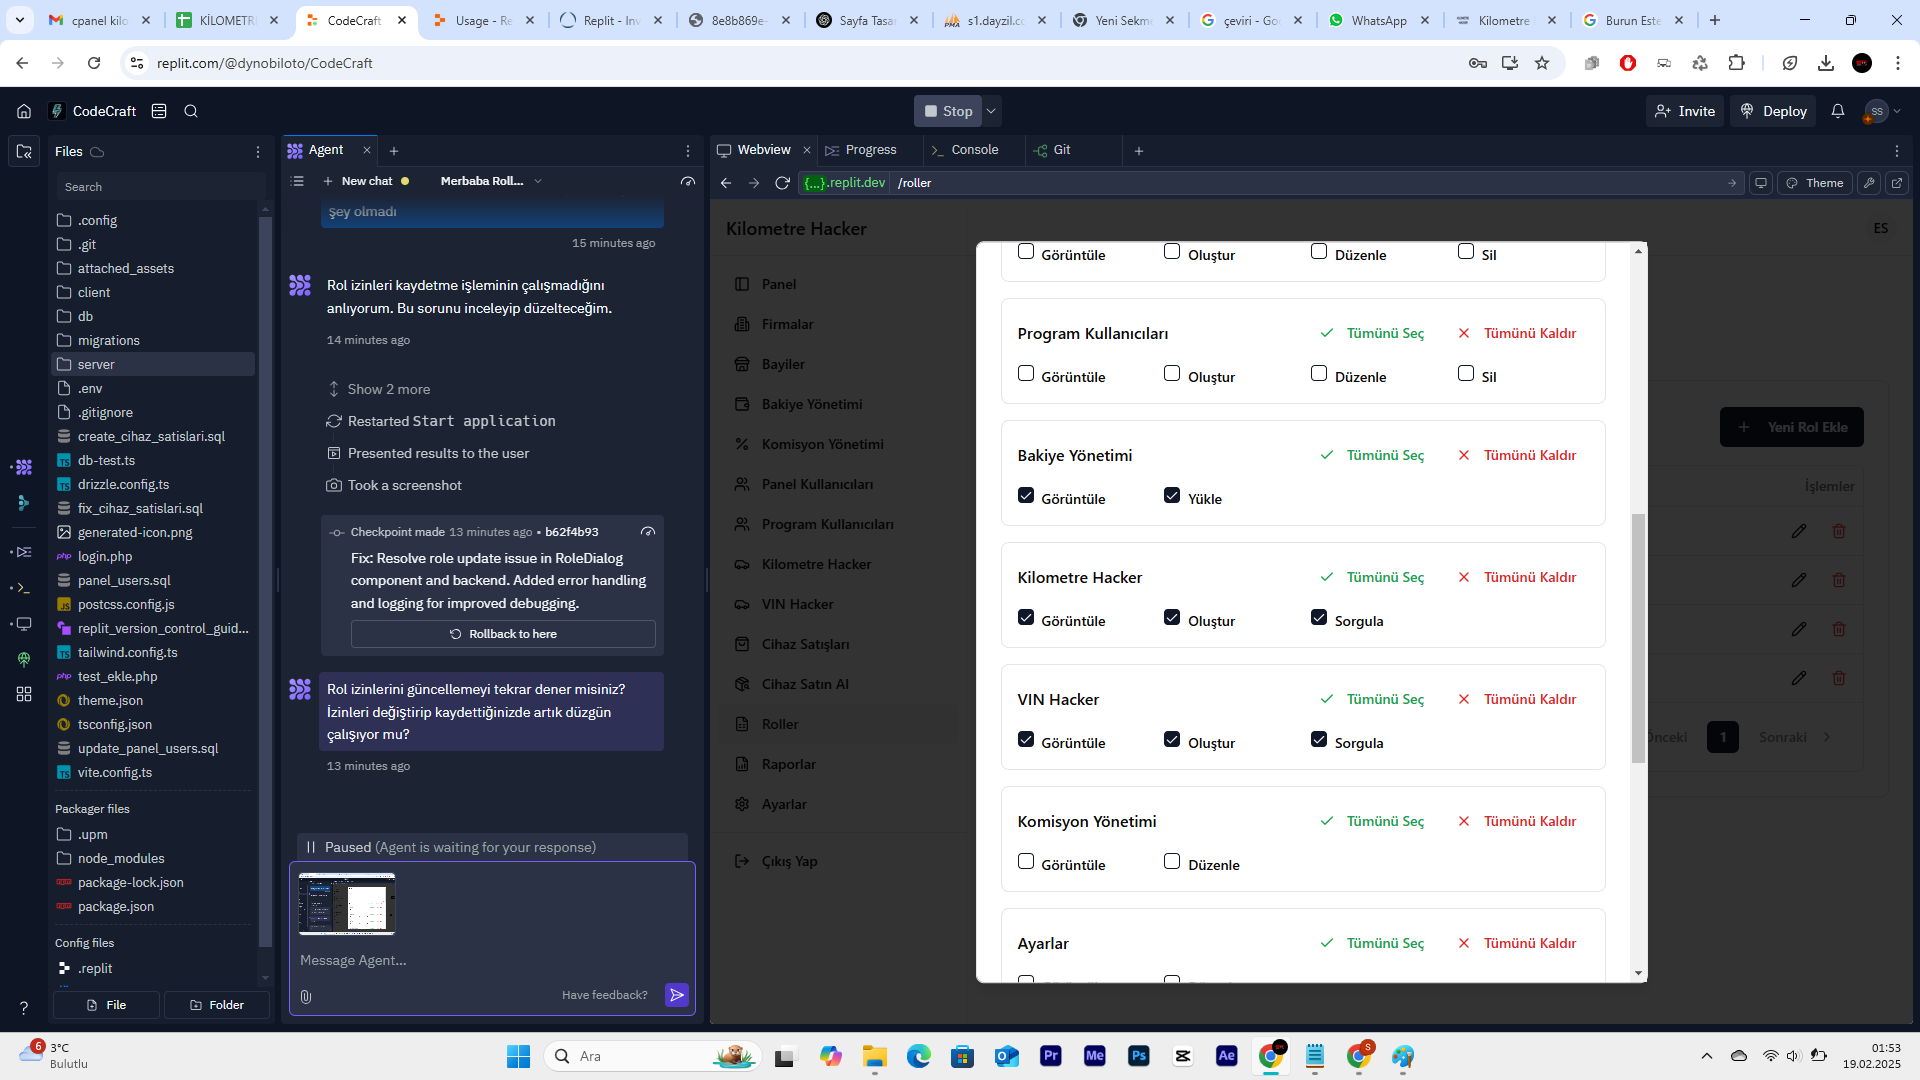 cpanel kilo
KİLOMETRE
CodeCraft
Usage - Re
Replit - Inv
8e8b869e-
Sayfa Tasar
s1.dayzil.co
Yeni Sekme
çeviri - Goo
WhatsApp
Kilometre
Burun Este
replit.com/@dynobiloto/CodeCraft
CodeCraft
Stop
Invite
Deploy
SS
Files
Agent
Webview
Progress
Console
Git
Search
New chat
Merbaba Roll...
{...}.replit.dev
/roller
Theme
.config
.git
attached_assets
client
db
migrations
server
.env
.gitignore
create_cihaz_satislari.sql
db-test.ts
drizzle.config.ts
fix_cihaz_satislari.sql
generated-icon.png
login.php
panel_users.sql
postcss.config.js
replit_version_control_guid...
tailwind.config.ts
test_ekle.php
theme.json
tsconfig.json
update_panel_users.sql
vite.config.ts
Packager files
.upm
node_modules
package-lock.json
package.json
Config files
.replit
File
Folder
şey olmadı
15 minutes ago
Rol izinleri kaydetme işleminin çalışmadığını
anlıyorum. Bu sorunu inceleyip düzelteceğim.
14 minutes ago
Show 2 more
Restarted Start application
Presented results to the user
Took a screenshot
Checkpoint made 13 minutes ago • b62f4b93
Fix: Resolve role update issue in RoleDialog
component and backend. Added error handling
and logging for improved debugging.
Rollback to here
Rol izinlerini güncellemeyi tekrar dener misiniz?
İzinleri değiştirip kaydettiğinizde artık düzgün
çalışıyor mu?
13 minutes ago
Paused (Agent is waiting for your response)
Message Agent...
Have feedback?
Kilometre Hacker
ES
Panel
Firmalar
Bayiler
Bakiye Yönetimi
Komisyon Yönetimi
Panel Kullanıcıları
Program Kullanıcıları
Kilometre Hacker
VIN Hacker
Cihaz Satışları
Cihaz Satın Al
Roller
Raporlar
Ayarlar
Çıkış Yap
Görüntüle Oluştur Düzenle Sil
Program Kullanıcıları Tümünü Seç Tümünü Kaldır
Görüntüle Oluştur Düzenle Sil
Bakiye Yönetimi Tümünü Seç Tümünü Kaldır
Görüntüle Yükle
Kilometre Hacker Tümünü Seç Tümünü Kaldır
Görüntüle Oluştur Sorgula
VIN Hacker Tümünü Seç Tümünü Kaldır
Görüntüle Oluştur Sorgula
Komisyon Yönetimi Tümünü Seç Tümünü Kaldır
Görüntüle Düzenle
Ayarlar Tümünü Seç Tümünü Kaldır
Yeni Rol Ekle
İşlemler
Önceki 1 Sonraki
6
3°C
Bulutlu
Ara
Pr
Me
Ps
Ae
S
01:53
19.02.2025